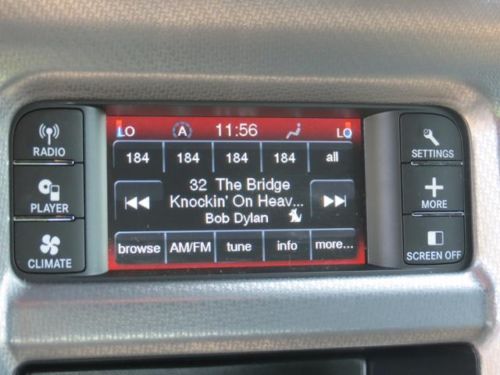 LO A 11:56 LO
184 184 184 184 all
32 The Bridge
Knockin' On Heav...
Bob Dylan
browse AM/FM tune info more...
RADIO
PLAYER
CLIMATE
SETTINGS
MORE
SCREEN OFF